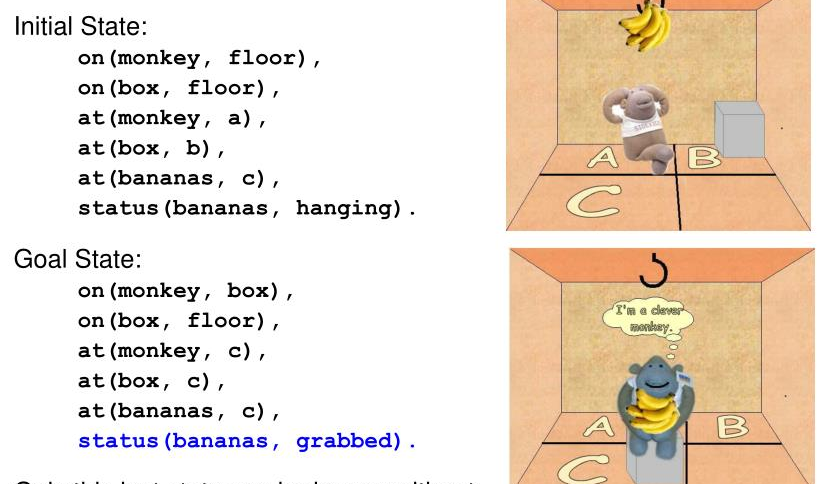 Initial State:
on(monkey, floor),
on(box, floor),
at(monkey, a),
at(box, b),
at(bananas, c),
status(bananas, hanging).
A B
C
Goal State:
on(monkey, box),
on(box, floor),
at(monkey, c),
at(box, c),
at(bananas, c),
status(bananas, grabbed).
I'm a clever
monkey.
A B
C